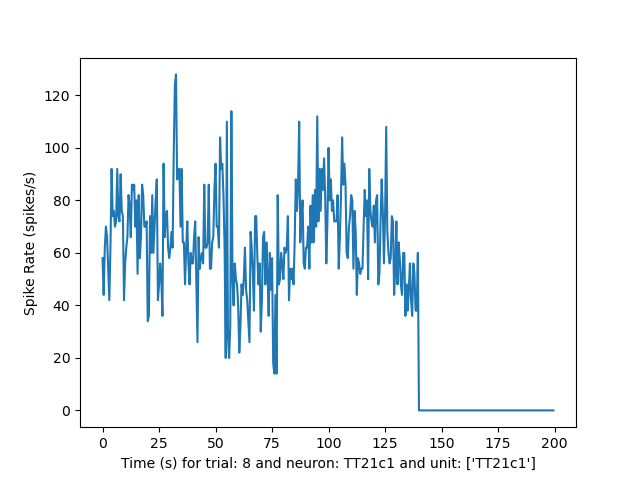 120
100
80
60
40
20
0
Spike Rate (spikes/s)
0 25 50 75 100 125 150 175 200
Time (s) for trial: 8 and neuron: TT21c1 and unit: ['TT21c1']